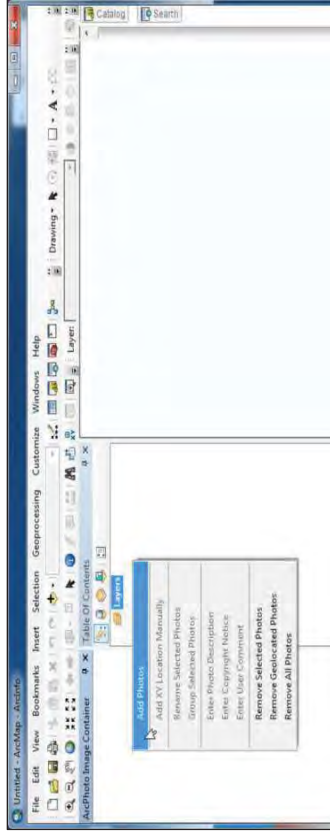 Untitled - ArcMap - ArcInfo
File Edit View Bookmarks Insert Selection Geoprocessing Customize Windows Help
Drawing
Layer:
ArcPhoto Image Container
Table Of Contents
Layers
Add Photos
Add XY Location Manually
Rename Selected Photos
Group Selected Photos
Enter Photo Description
Enter Copyright Notice
Enter User Comment
Remove Selected Photos
Remove Geolocated Photos
Remove All Photos
Catalog
Search